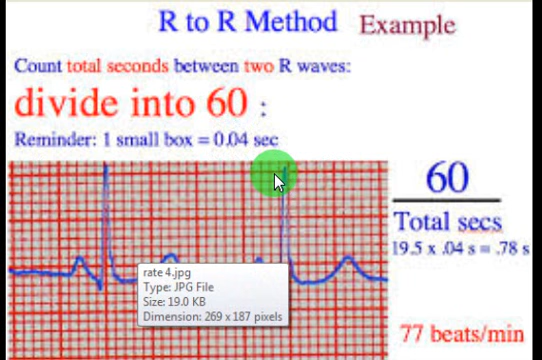 R to R Method Example
Count total seconds between two R waves:
divide into 60 :
Reminder: 1 small box = 0.04 sec
60
Total secs
19.5 x .04 s = .78 s
rate 4.jpg
Type: JPG File
Size: 19.0 KB
Dimension: 269 x 187 pixels
77 beats/min